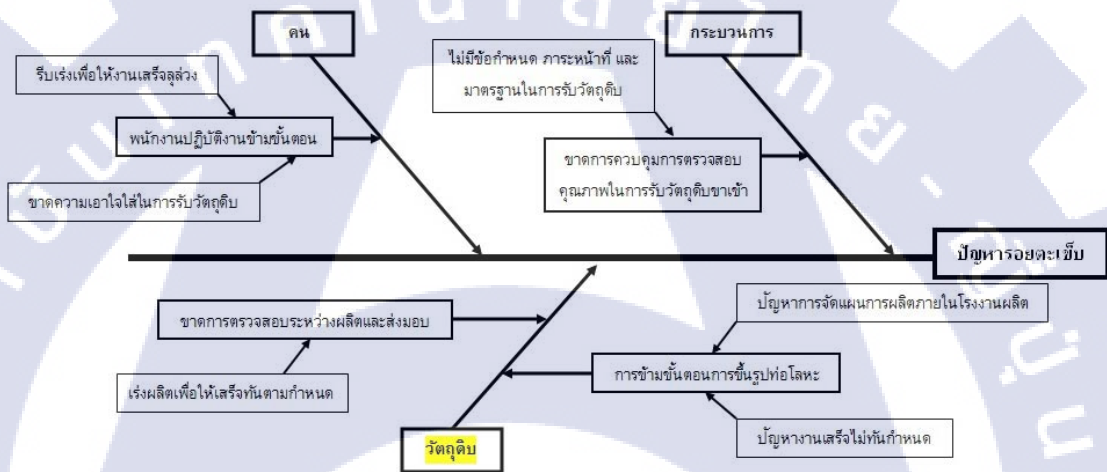 คน
กระบวนการ
รีบเร่งเพื่อให้งานเสร็จลุล่วง
ไม่มีข้อกำหนด ภาระหน้าที่ และ
มาตรฐานในการรับวัตถุดิบ
พนักงานปฏิบัติงานข้ามขั้นตอน
ขาดการควบคุมการตรวจสอบ
คุณภาพในการรับวัตถุดิบขาเข้า
ขาดความเอาใจใส่ในการรับวัตถุดิบ
ปัญหารอยตะเข็บ
ปัญหาการจัดแผนการผลิตภายในโรงงานผลิต
ขาดการตรวจสอบระหว่างผลิตและส่งมอบ
การข้ามขั้นตอนการขึ้นรูปท่อโลหะ
เร่งผลิตเพื่อให้เสร็จทันตามกำหนด
ปัญหางานเสร็จไม่ทันกำหนด
วัตถุดิบ